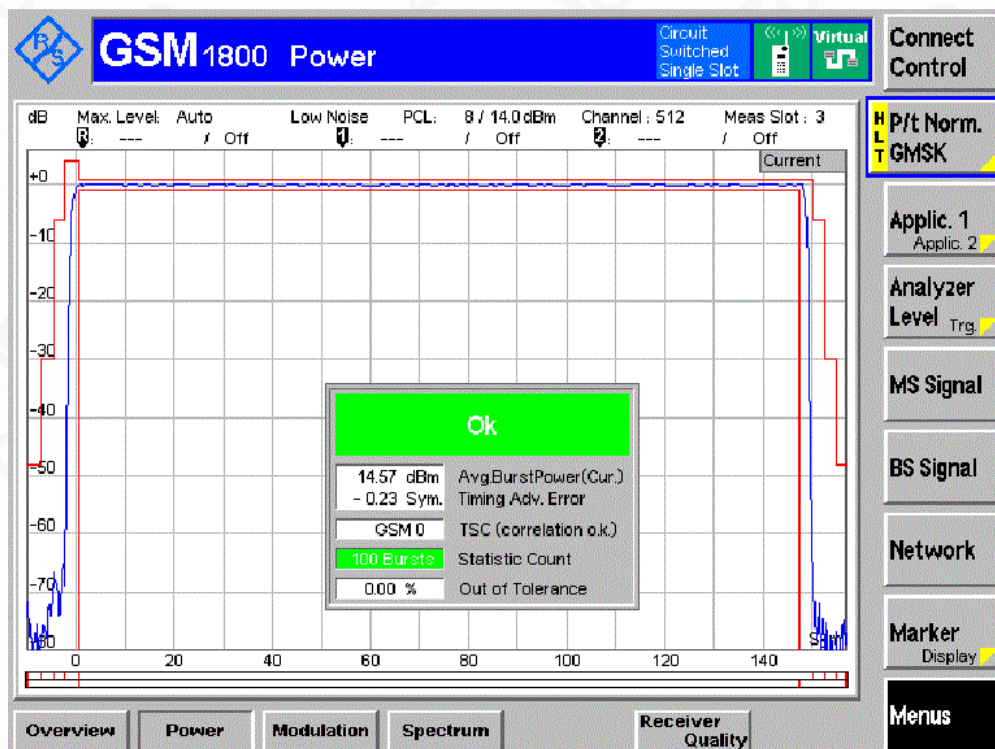 R S
GSM 1800 Power
Circuit
Switched
Single Slot
Virtual
Connect
Control
dB Max. Level: Auto Low Noise PCL: 8 / 14.0 dBm Channel : 512 Meas Slot : 3
R: --- / Off 1: --- / Off 2: --- / Off
H
L
T
P/t Norm.
GMSK
Current
+0
-10
-20
-30
-40
-50
-60
-70
-80
Applic. 1
Applic. 2
Analyzer
Level Trg.
MS Signal
BS Signal
Network
Marker
Display
Menus
Ok
14.57 dBm Avg.BurstPower(Cur.)
- 0.23 Sym. Timing Adv. Error
GSM 0 TSC (correlation o.k.)
100 Bursts Statistic Count
0.00 % Out of Tolerance
0 20 40 60 80 100 120 140
Overview Power Modulation Spectrum Receiver
Quality